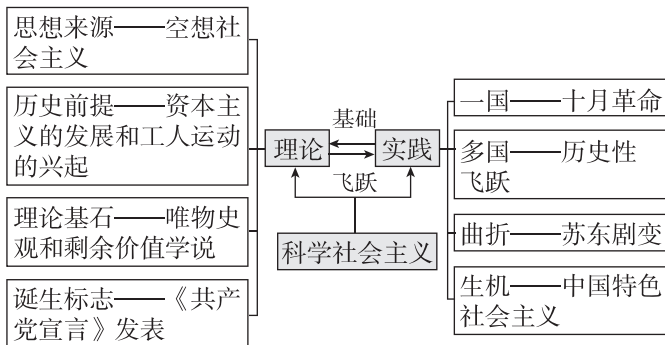 思想来源——空想社
会主义
历史前提——资本主
义的发展和工人运动
的兴起
理论基石——唯物史
观和剩余价值学说
诞生标志——《共产
党宣言》发表
理论
基础
飞跃
实践
科学社会主义
一国——十月革命
多国——历史性
飞跃
曲折——苏东剧变
生机——中国特色
社会主义